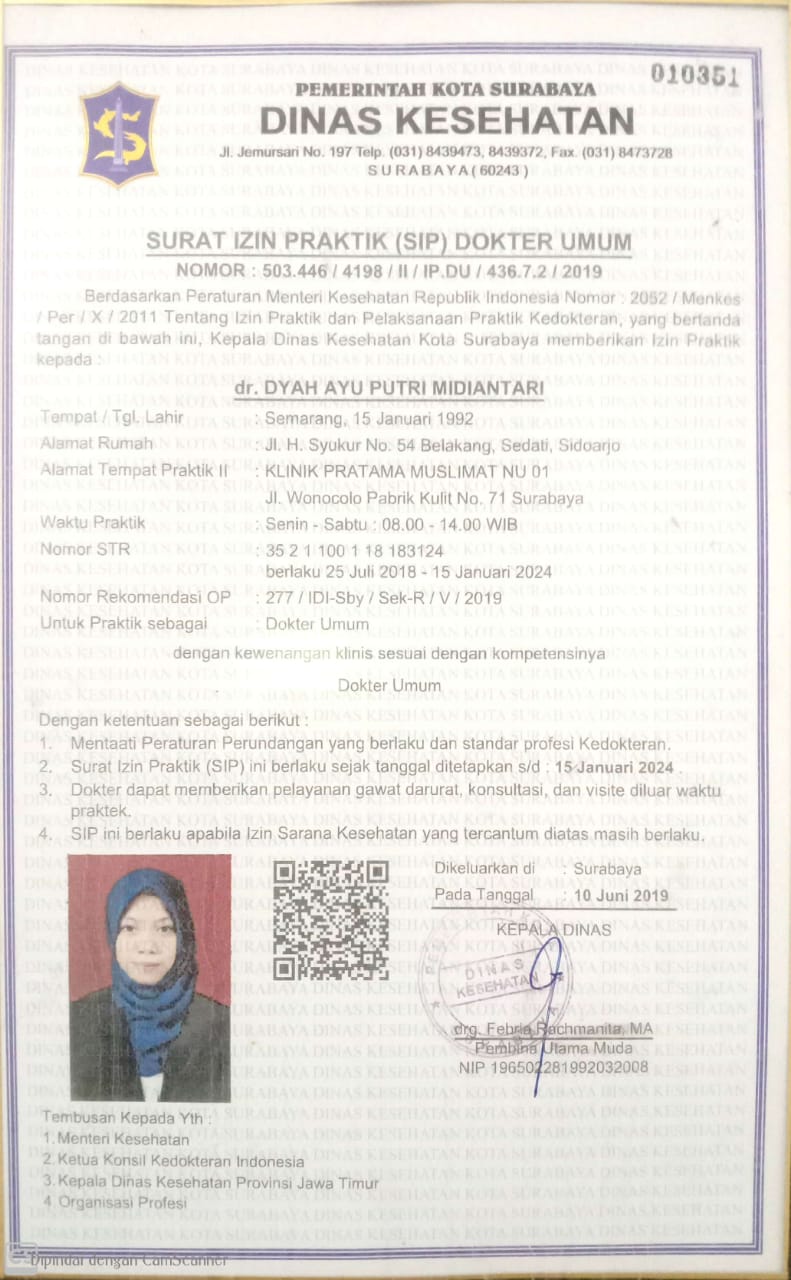 010351
PEMERINTAH KOTA SURABAYA
DINAS KESEHATAN
Jl. Jemursari No. 197 Telp. (031) 8439473, 8439372, Fax. (031) 8473728
SURABAYA ( 60243 )
SURAT IZIN PRAKTIK (SIP) DOKTER UMUM
NOMOR : 503.446 / 4198 / II / IP.DU / 436.7.2 / 2019
Berdasarkan Peraturan Menteri Kesehatan Republik Indonesia Nomor : 2052 / Menkes
/ Per / X / 2011 Tentang Izin Praktik dan Pelaksanaan Praktik Kedokteran, yang bertanda
tangan di bawah ini, Kepala Dinas Kesehatan Kota Surabaya memberikan Izin Praktik
kepada :
dr. DYAH AYU PUTRI MIDIANTARI
Tempat / Tgl. Lahir : Semarang, 15 Januari 1992
Alamat Rumah : Jl. H. Syukur No. 54 Belakang, Sedati, Sidoarjo
Alamat Tempat Praktik II : KLINIK PRATAMA MUSLIMAT NU 01
Jl. Wonocolo Pabrik Kulit No. 71 Surabaya
Waktu Praktik : Senin - Sabtu : 08.00 - 14.00 WIB
Nomor STR : 35 2 1 100 1 18 183124
berlaku 25 Juli 2018 - 15 Januari 2024
Nomor Rekomendasi OP : 277 / IDI-Sby / Sek-R / V / 2019
Untuk Praktik sebagai : Dokter Umum
dengan kewenangan klinis sesuai dengan kompetensinya
Dokter Umum
Dengan ketentuan sebagai berikut :
1. Mentaati Peraturan Perundangan yang berlaku dan standar profesi Kedokteran.
2. Surat Izin Praktik (SIP) ini berlaku sejak tanggal ditetapkan s/d : 15 Januari 2024 .
3. Dokter dapat memberikan pelayanan gawat darurat, konsultasi, dan visite diluar waktu
praktek.
4. SIP ini berlaku apabila Izin Sarana Kesehatan yang tercantum diatas masih berlaku.
Dikeluarkan di : Surabaya
Pada Tanggal : 10 Juni 2019
KEPALA DINAS
DINAS
KESEHATAN
drg. Febria Rachmanita, MA
Pembina Utama Muda
NIP 196502281992032008
Tembusan Kepada Yth :
1. Menteri Kesehatan
2. Ketua Konsil Kedokteran Indonesia
3. Kepala Dinas Kesehatan Provinsi Jawa Timur
4. Organisasi Profesi
Dipindai dengan CamScanner